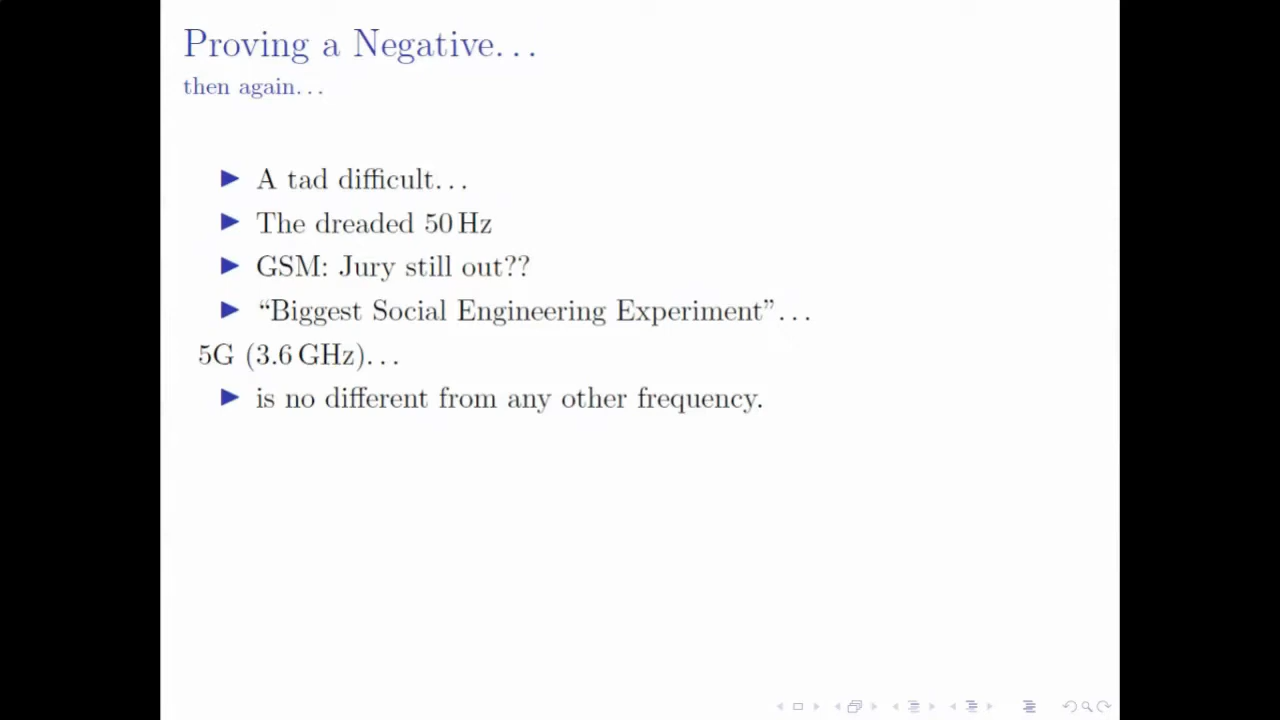 Proving a Negative...
then again...
▶ A tad difficult...
▶ The dreaded 50 Hz
▶ GSM: Jury still out??
▶ “Biggest Social Engineering Experiment”...
5G (3.6 GHz)...
▶ is no different from any other frequency.